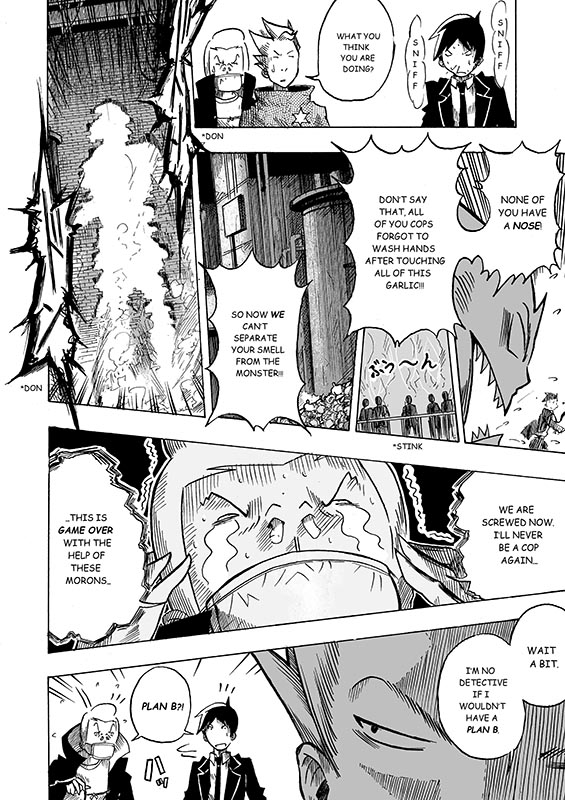 SNIFF
SNIFF
WHAT YOU
THINK
YOU ARE
DOING?
*DON
NONE OF
YOU HAVE
A NOSE!
DON'T SAY
THAT, ALL
OF YOU COPS
FORGOT TO
WASH HANDS
AFTER TOUCHING
ALL OF THIS
GARLIC!!!
SO NOW WE
CAN'T
SEPARATE
YOUR SMELL
FROM THE
MONSTER!!!
ぶぅ〜ん
*STINK
*DON
WE ARE
SCREWED NOW.
I'LL NEVER
BE A COP
AGAIN...
...THIS IS
GAME OVER
WITH THE
HELP OF
THESE
MORONS...
WAIT
A BIT.
I'M NO
DETECTIVE
IF I
WOULDN'T
HAVE A
PLAN B.
PLAN B?!